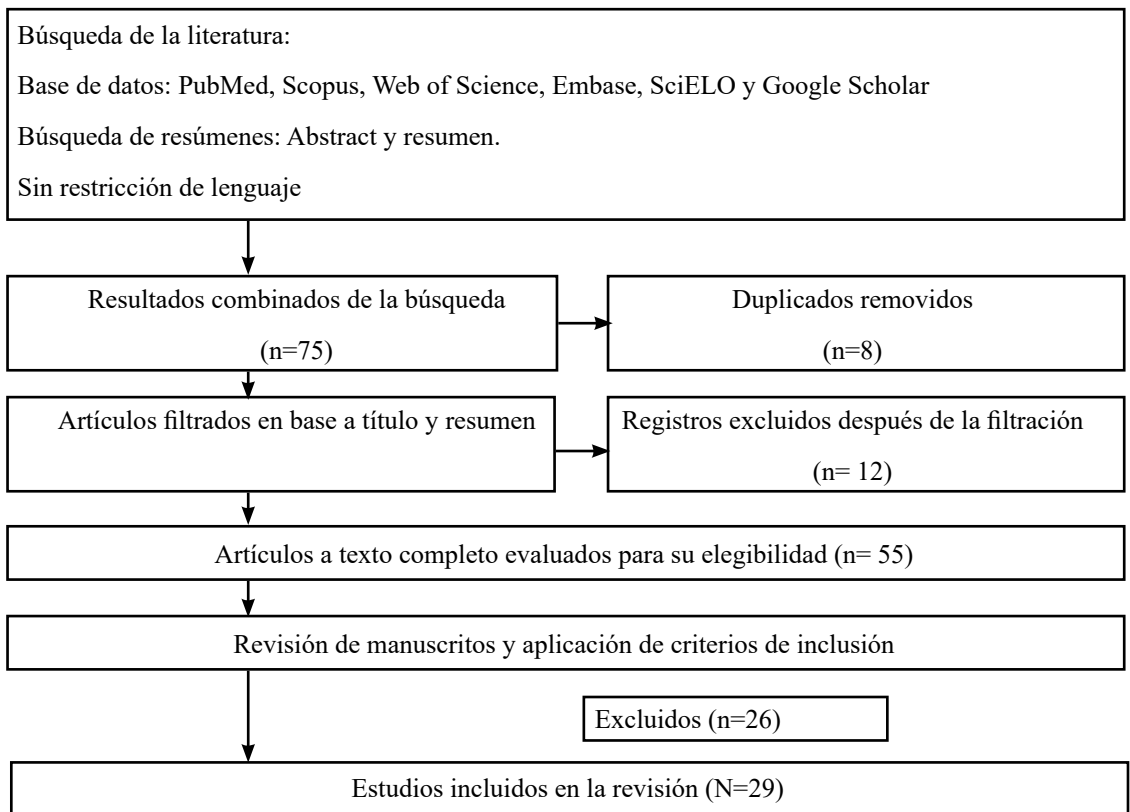 Búsqueda de la literatura:
Base de datos: PubMed, Scopus, Web of Science, Embase, SciELO y Google Scholar
Búsqueda de resúmenes: Abstract y resumen.
Sin restricción de lenguaje
Resultados combinados de la búsqueda
(n=75)
Duplicados removidos
(n=8)
Artículos filtrados en base a título y resumen
Registros excluidos después de la filtración
(n= 12)
Artículos a texto completo evaluados para su elegibilidad (n= 55)
Revisión de manuscritos y aplicación de criterios de inclusión
Excluidos (n=26)
Estudios incluidos en la revisión (N=29)